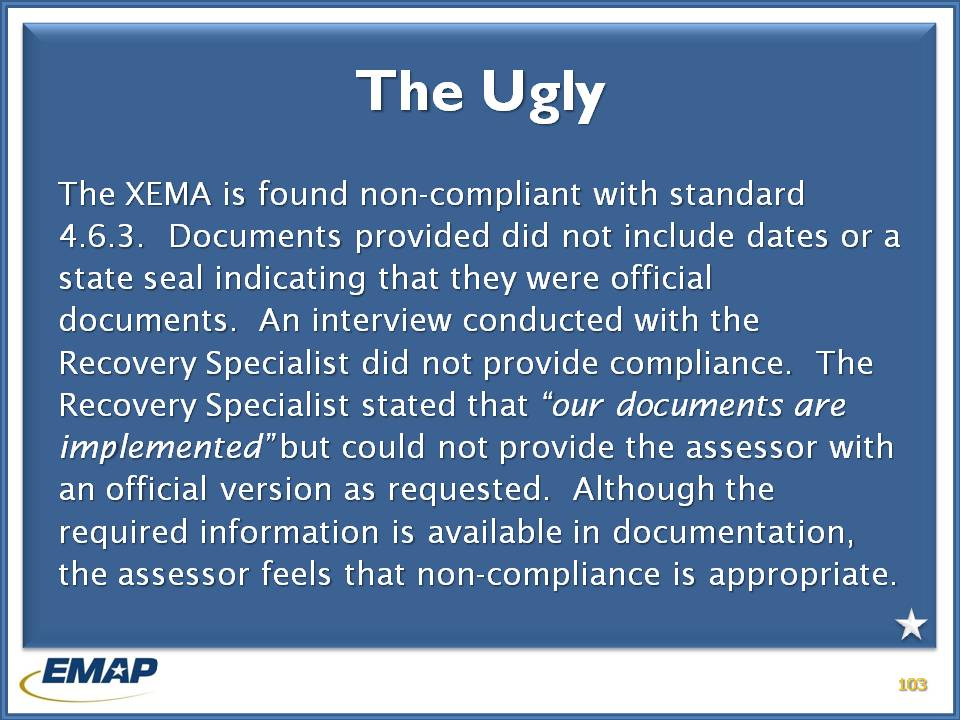 The Ugly
The XEMA is found non-compliant with standard
4.6.3.  Documents provided did not include dates or a
state seal indicating that they were official
documents.  An interview conducted with the
Recovery Specialist did not provide compliance.  The
Recovery Specialist stated that “our documents are
implemented” but could not provide the assessor with
an official version as requested.  Although the
required information is available in documentation,
the assessor feels that non-compliance is appropriate.
EMAP
103